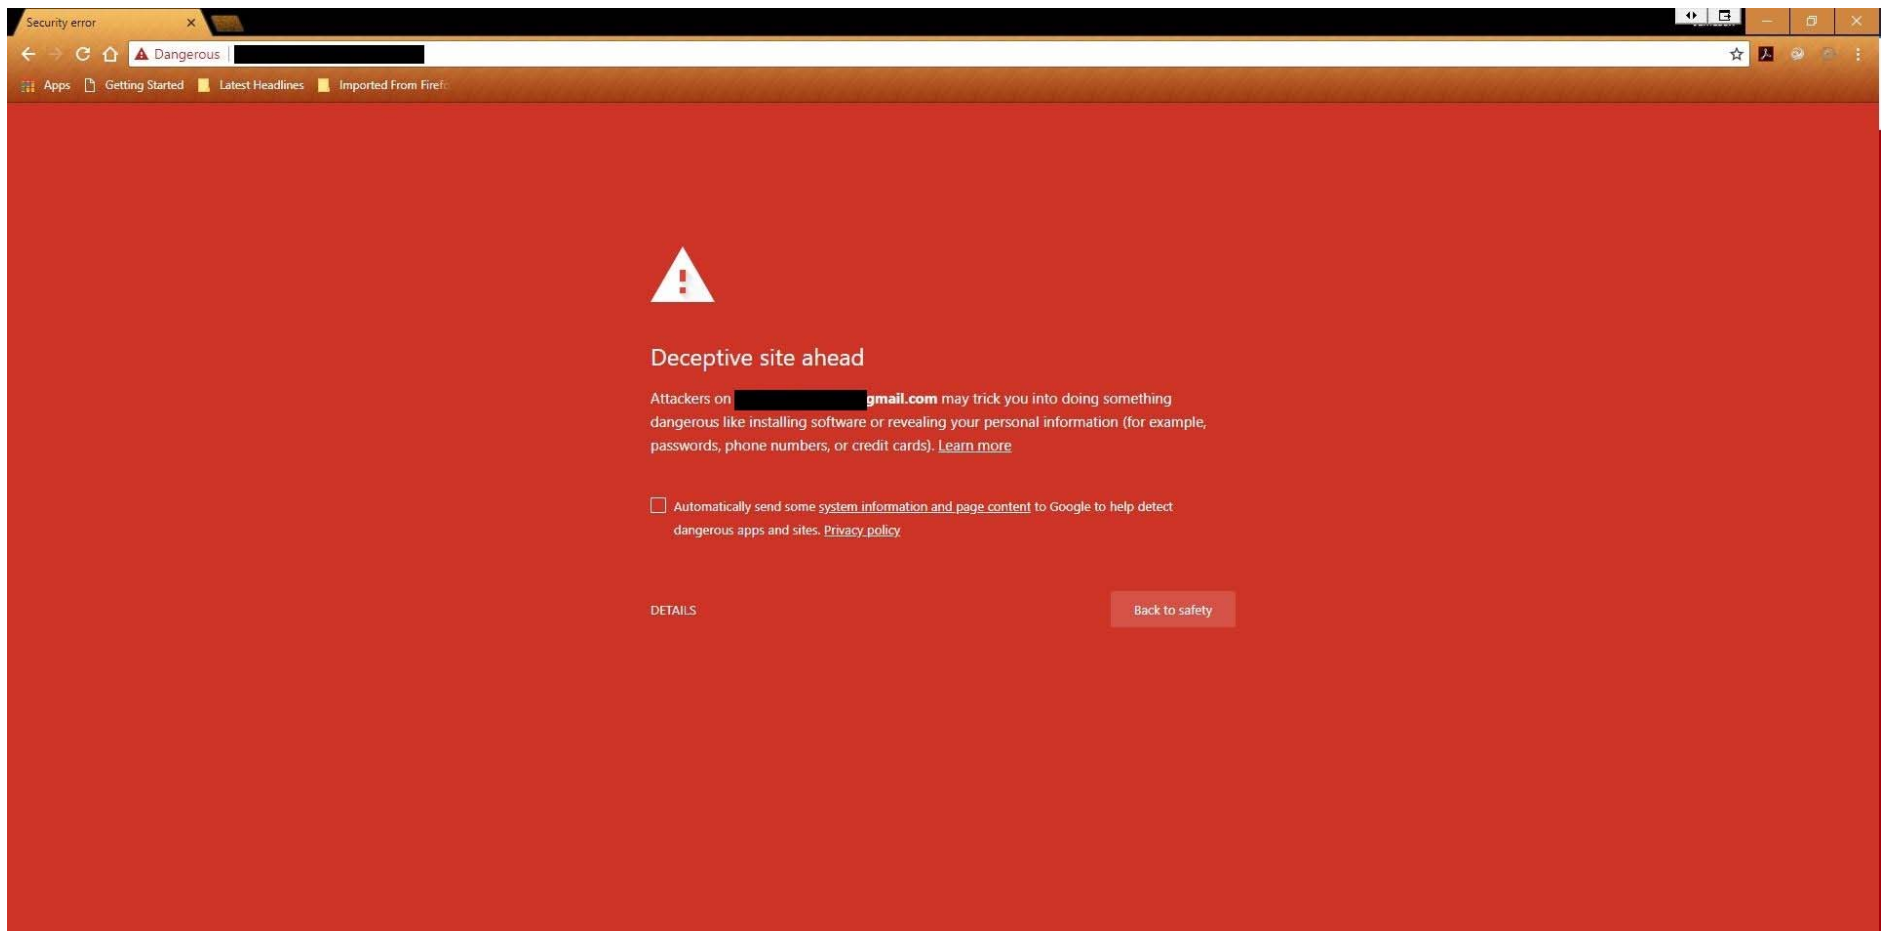 Security error
Dangerous
Apps Getting Started Latest Headlines Imported From Firef
Deceptive site ahead
Attackers on gmail.com may trick you into doing something
dangerous like installing software or revealing your personal information (for example,
passwords, phone numbers, or credit cards). Learn more
Automatically send some system information and page content to Google to help detect
dangerous apps and sites. Privacy policy
DETAILS Back to safety